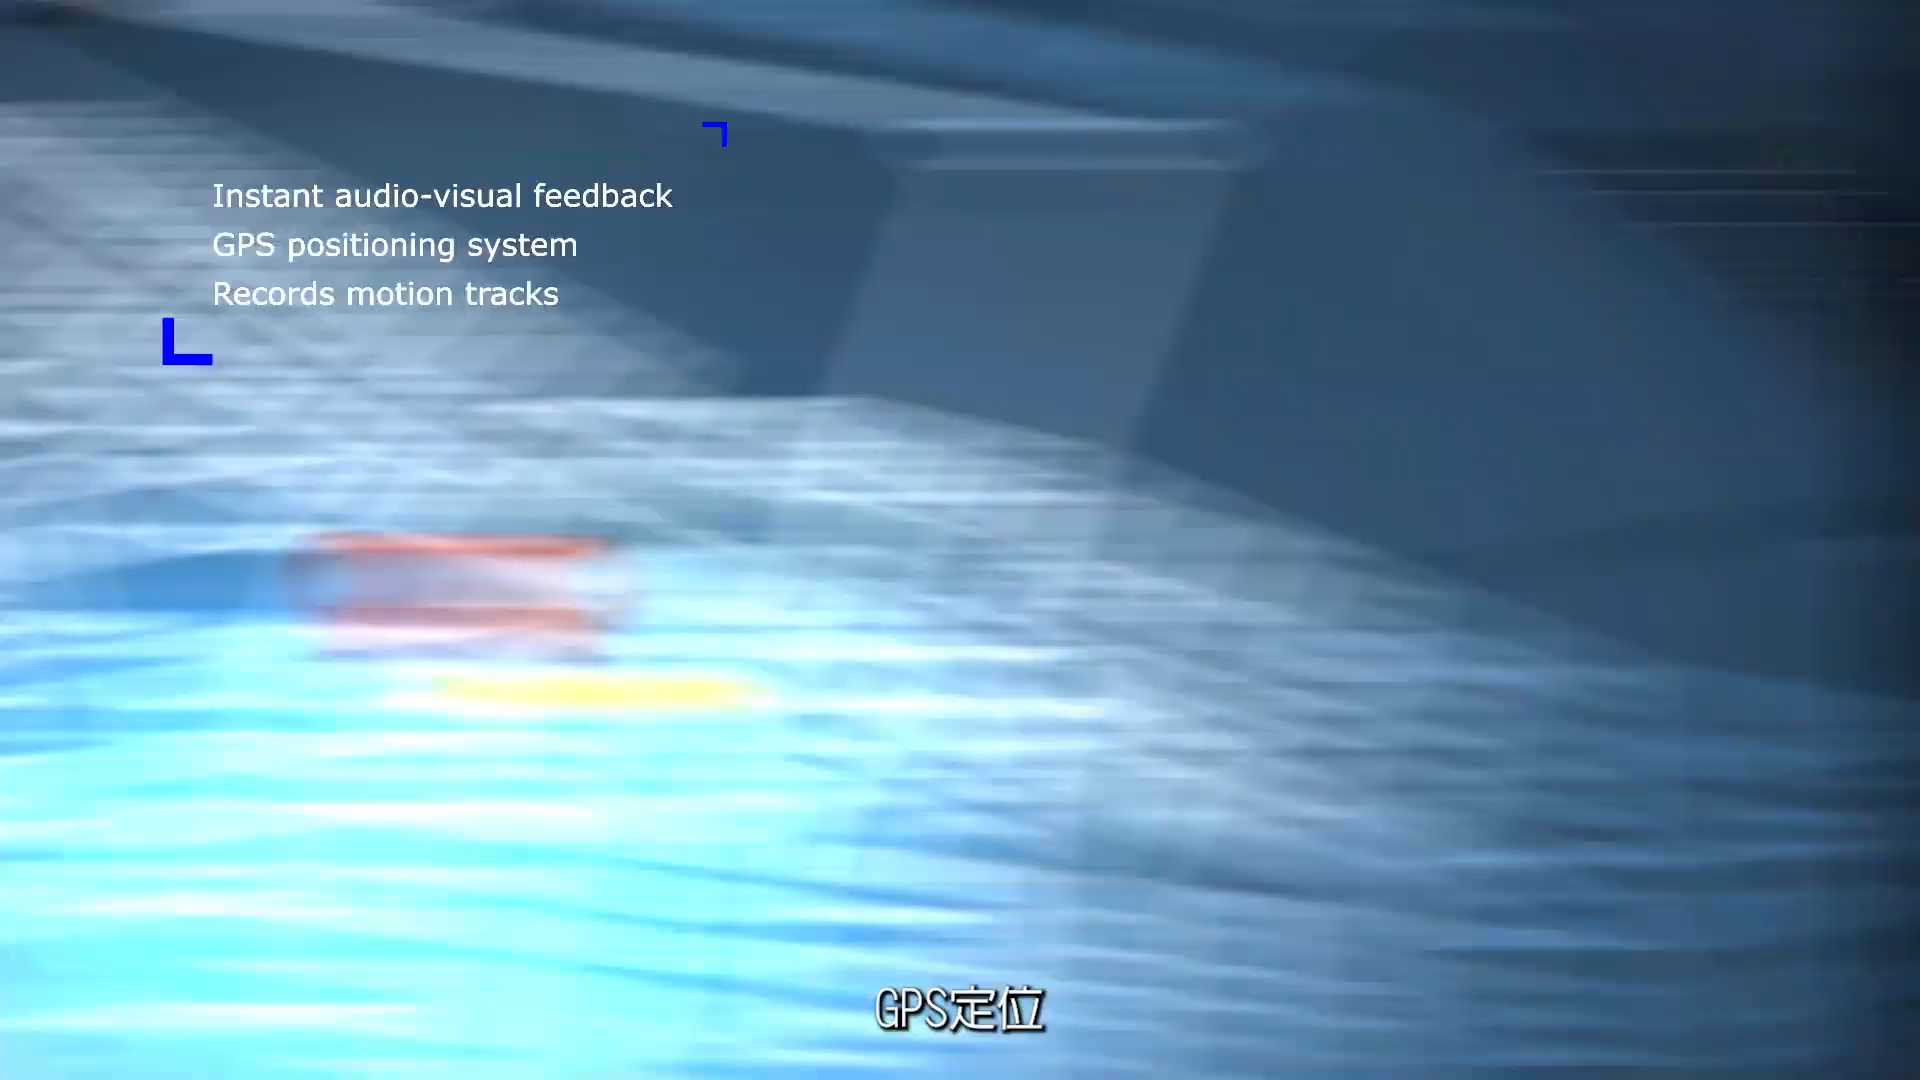 Instant audio-visual feedback
GPS positioning system
Records motion tracks
GPS定位